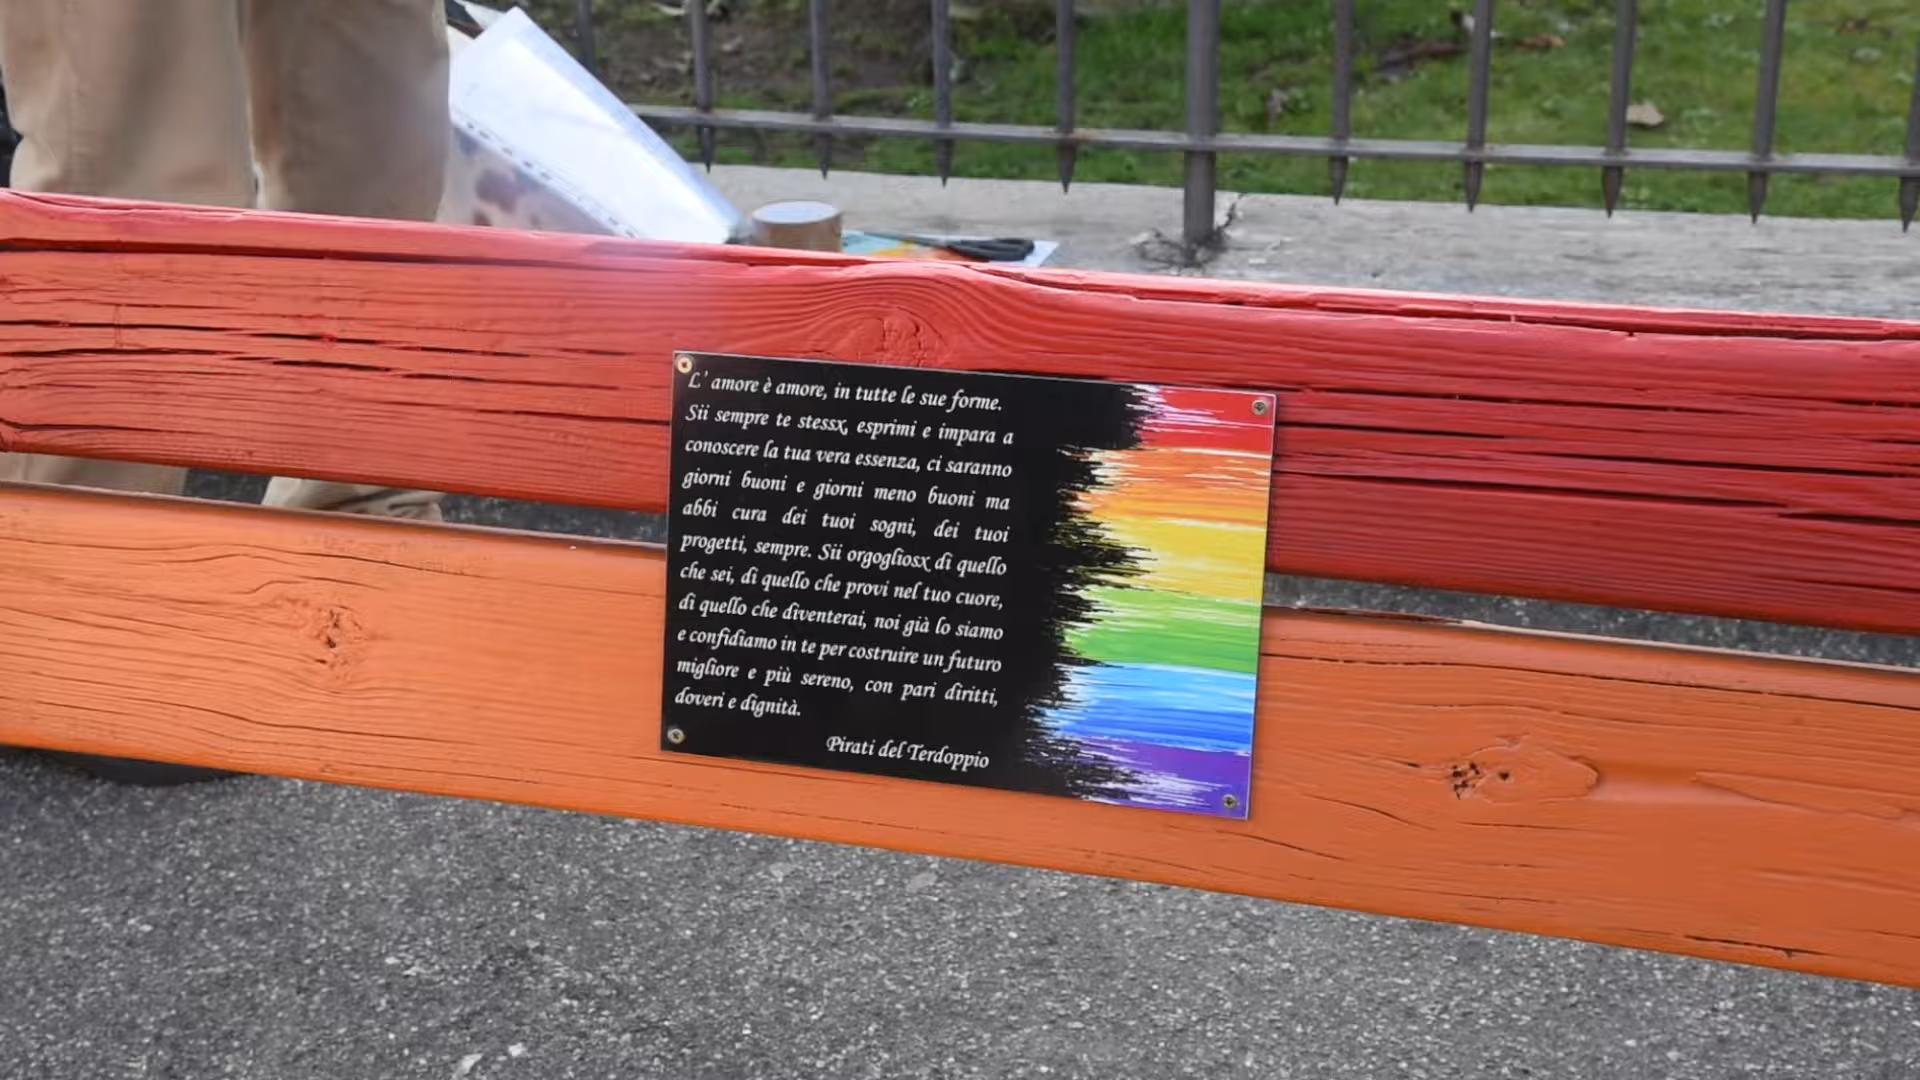 L' amore è amore, in tutte le sue forme.
Sii sempre te stessx, esprimi e impara a
conoscere la tua vera essenza, ci saranno
giorni buoni e giorni meno buoni ma
abbi cura dei tuoi sogni, dei tuoi
progetti, sempre. Sii orgogliosx di quello
che sei, di quello che provi nel tuo cuore,
di quello che diventerai, noi già lo siamo
e confidiamo in te per costruire un futuro
migliore e più sereno, con pari diritti,
doveri e dignità.
Pirati del Terdoppio